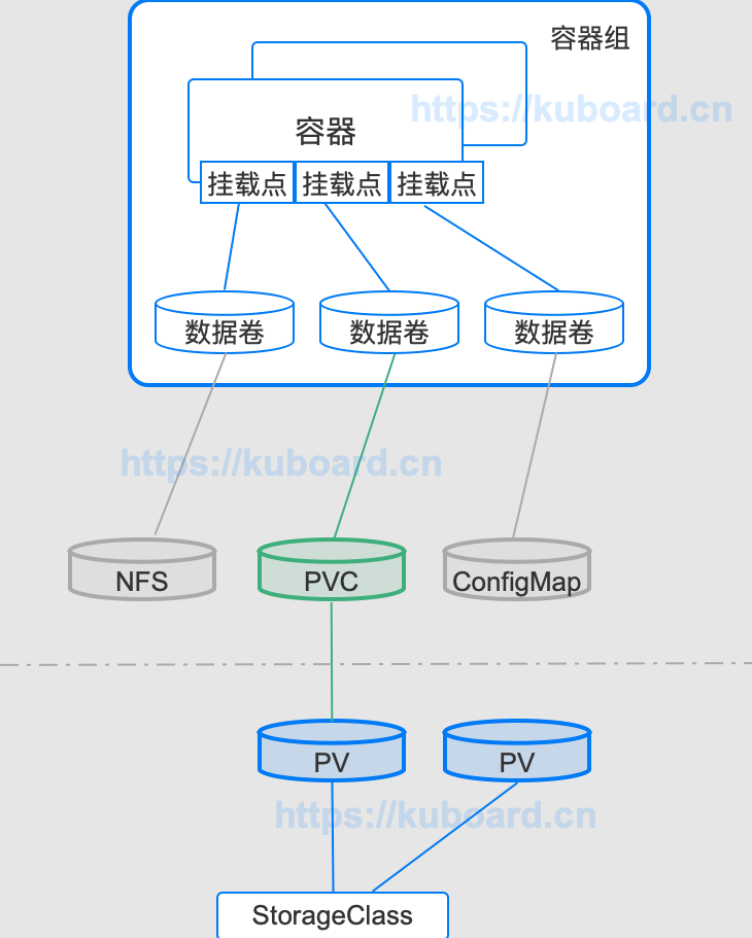 容器组
https://kuboard.cn
容器
挂载点 挂载点 挂载点
数据卷 数据卷 数据卷
https://kuboard.cn
NFS PVC ConfigMap
PV PV
https://kuboard.cn
StorageClass